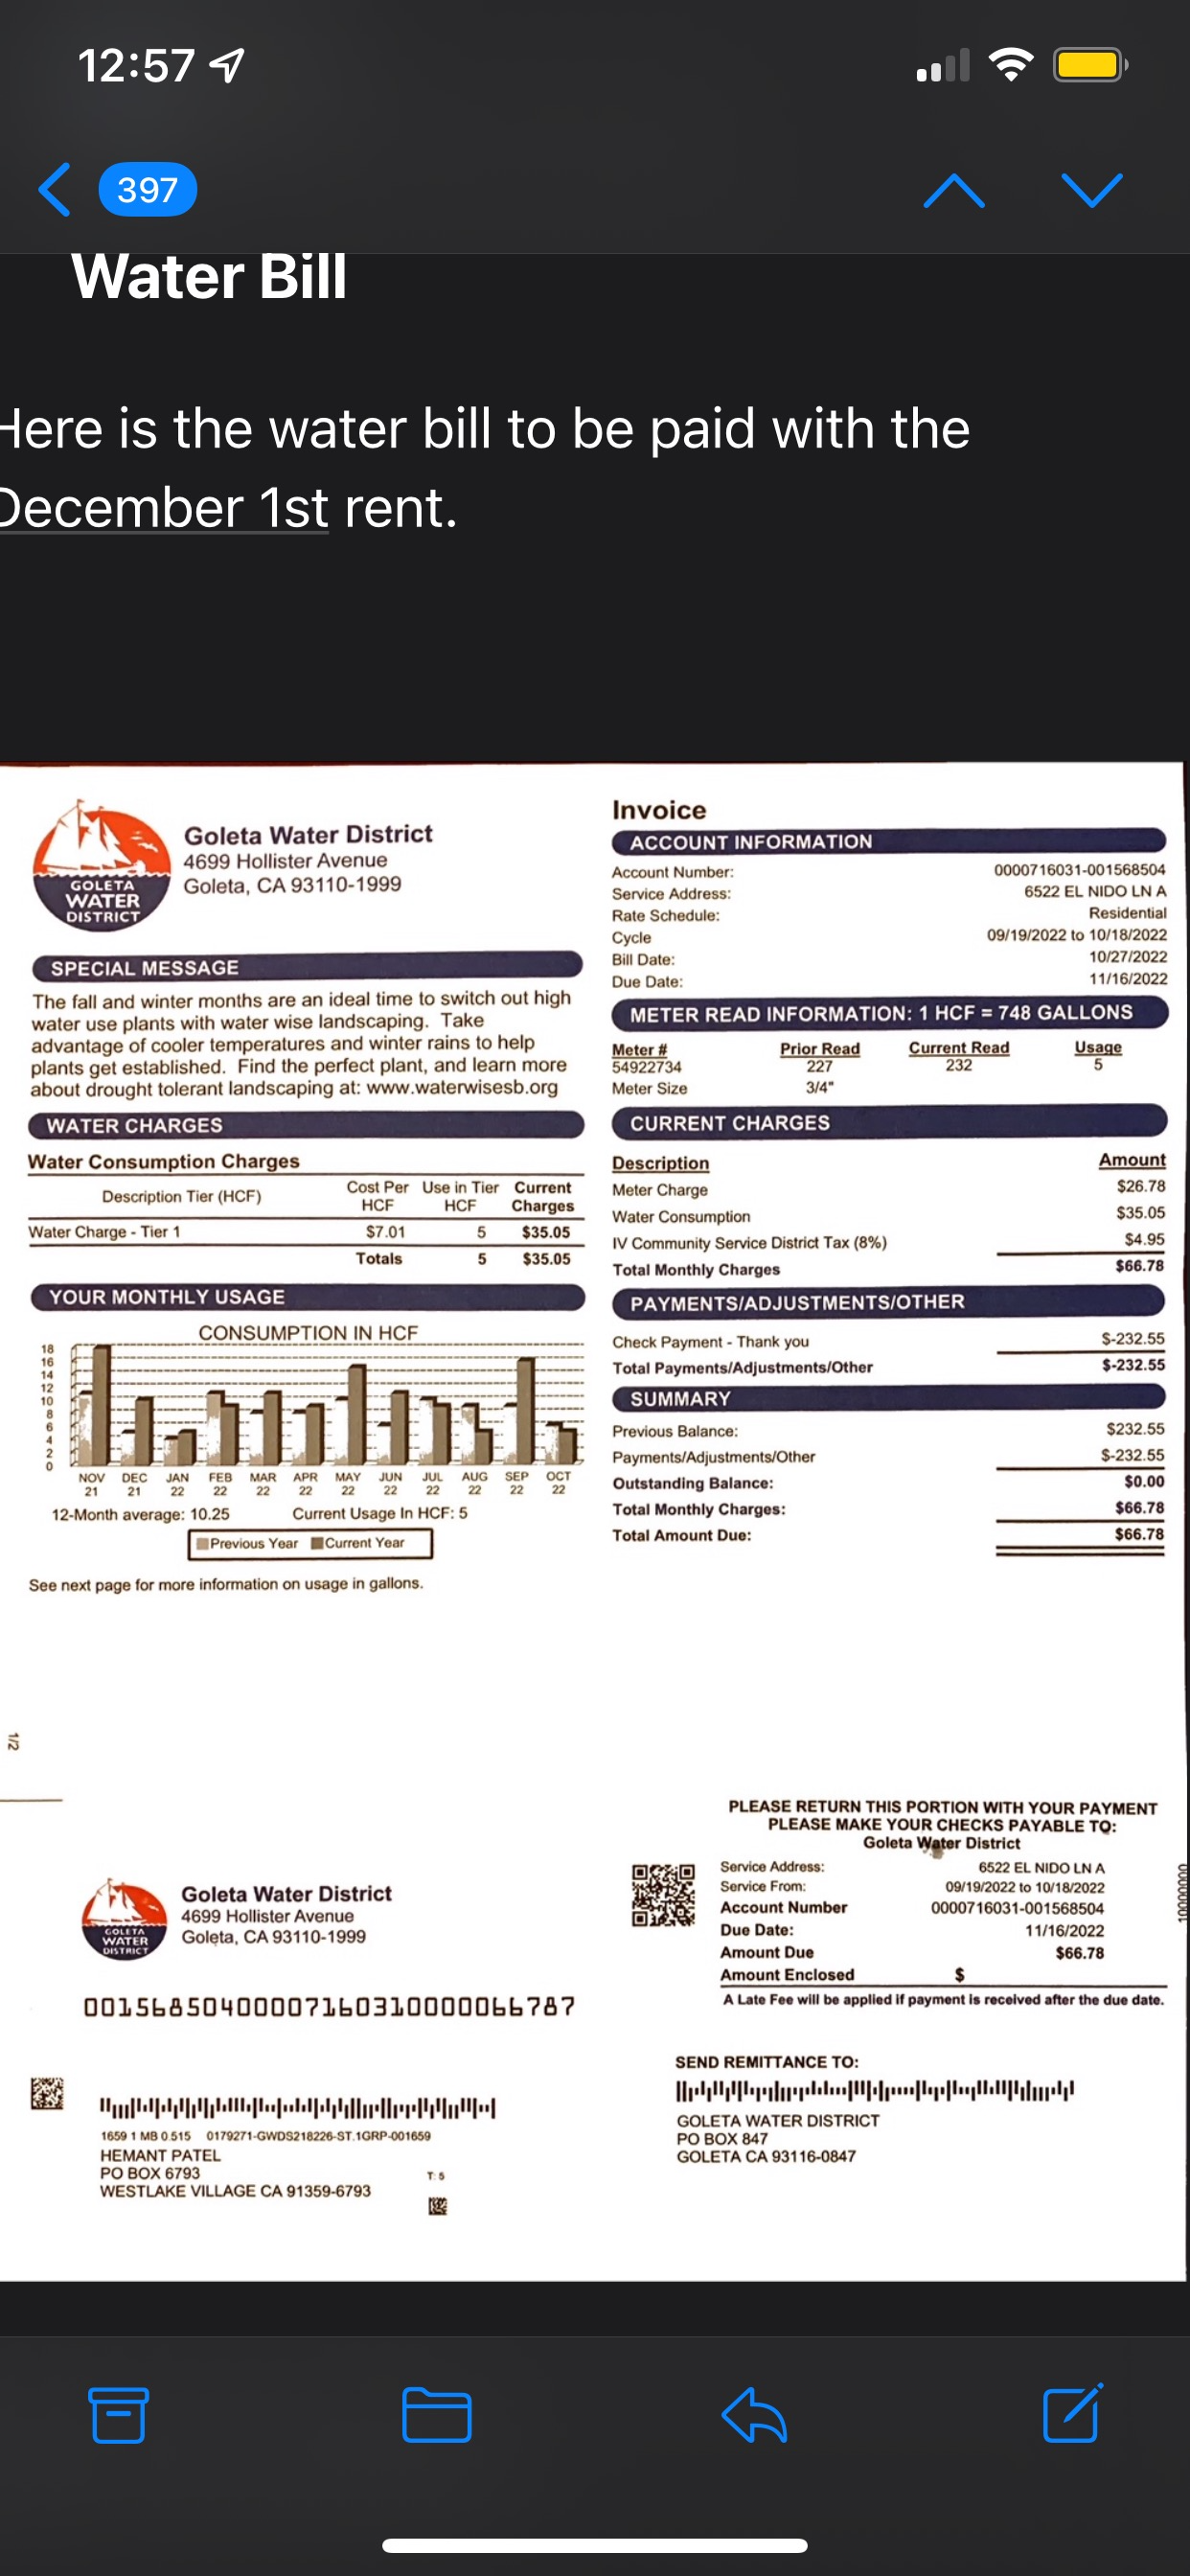 12:57
397
Water Bill
Here is the water bill to be paid with the
December 1st rent.
GOLETA
WATER
DISTRICT
Goleta Water District
4699 Hollister Avenue
Goleta, CA 93110-1999
SPECIAL MESSAGE
The fall and winter months are an ideal time to switch out high
water use plants with water wise landscaping. Take
advantage of cooler temperatures and winter rains to help
plants get established. Find the perfect plant, and learn more
about drought tolerant landscaping at: www.waterwisesb.org
WATER CHARGES
Water Consumption Charges
Description Tier (HCF) Cost Per HCF Use in Tier HCF Current Charges
Water Charge - Tier 1 $7.01 5 $35.05
Totals 5 $35.05
YOUR MONTHLY USAGE
CONSUMPTION IN HCF
18
16
14
12
10
8
6
4
2
0
NOV DEC JAN FEB MAR APR MAY JUN JUL AUG SEP OCT
21 21 22 22 22 22 22 22 22 22 22 22
12-Month average: 10.25 Current Usage In HCF: 5
Previous Year Current Year
See next page for more information on usage in gallons.
Invoice
ACCOUNT INFORMATION
Account Number: 0000716031-001568504
Service Address: 6522 EL NIDO LN A
Rate Schedule: Residential
Cycle 09/19/2022 to 10/18/2022
Bill Date: 10/27/2022
Due Date: 11/16/2022
METER READ INFORMATION: 1 HCF = 748 GALLONS
Meter # Prior Read Current Read Usage
54922734 227 232 5
Meter Size 3/4"
CURRENT CHARGES
Description Amount
Meter Charge $26.78
Water Consumption $35.05
IV Community Service District Tax (8%) $4.95
Total Monthly Charges $66.78
PAYMENTS/ADJUSTMENTS/OTHER
Check Payment - Thank you $-232.55
Total Payments/Adjustments/Other $-232.55
SUMMARY
Previous Balance: $232.55
Payments/Adjustments/Other $-232.55
Outstanding Balance: $0.00
Total Monthly Charges: $66.78
Total Amount Due: $66.78
1/2
PLEASE RETURN THIS PORTION WITH YOUR PAYMENT
PLEASE MAKE YOUR CHECKS PAYABLE TO:
Goleta Water District
Service Address: 6522 EL NIDO LN A
Service From: 09/19/2022 to 10/18/2022
Account Number 0000716031-001568504
Due Date: 11/16/2022
Amount Due $66.78
Amount Enclosed $
A Late Fee will be applied if payment is received after the due date.
10000000
GOLETA
WATER
DISTRICT
Goleta Water District
4699 Hollister Avenue
Goleta, CA 93110-1999
00156850400007160310000066787
1659 1 MB 0.515 0179271-GWDS218226-ST.1GRP-001659
HEMANT PATEL
PO BOX 6793
WESTLAKE VILLAGE CA 91359-6793
T: 5
SEND REMITTANCE TO:
GOLETA WATER DISTRICT
PO BOX 847
GOLETA CA 93116-0847